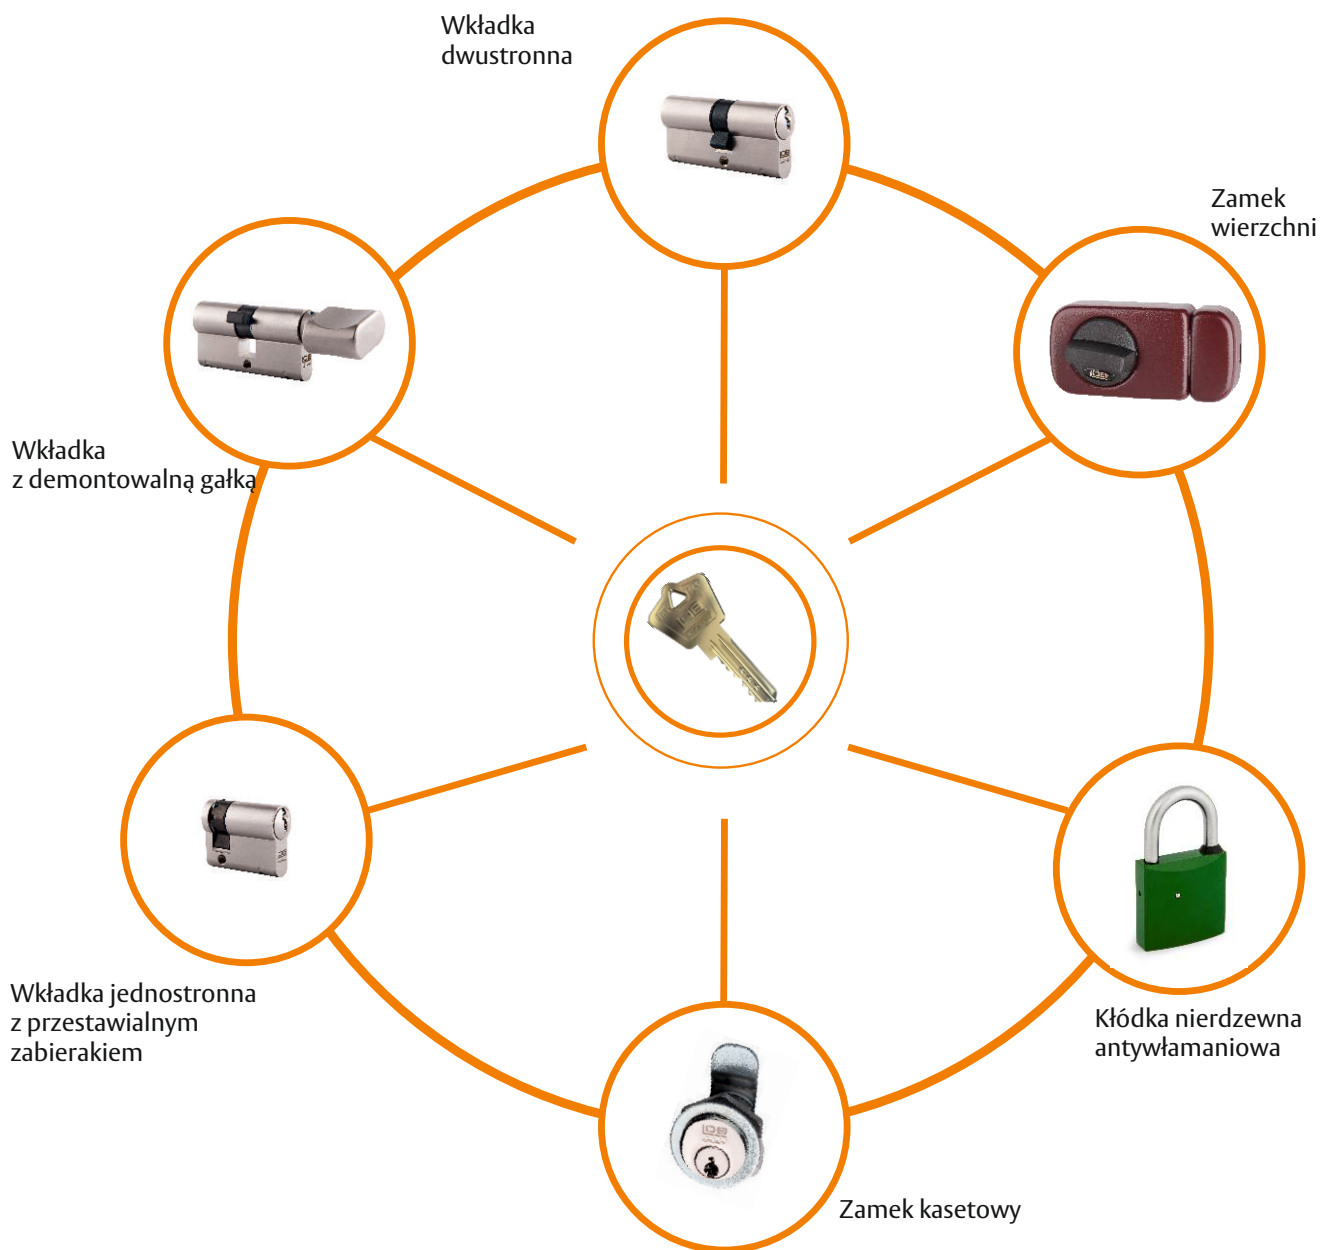 Wkładka
dwustronna
Zamek
wierzchni
Wkładka
z demontowalną gałką
Wkładka jednostronna
z przestawialnym
zabierakiem
Kłódka nierdzewna
antywłamaniowa
Zamek kasetowy